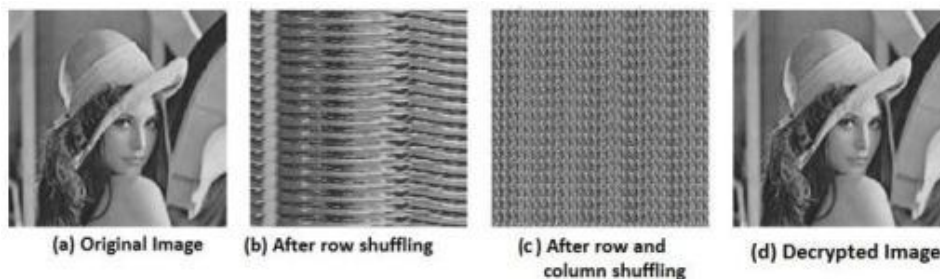 (a) Original Image
(b) After row shuffling
(c) After row and
column shuffling
(d) Decrypted Image